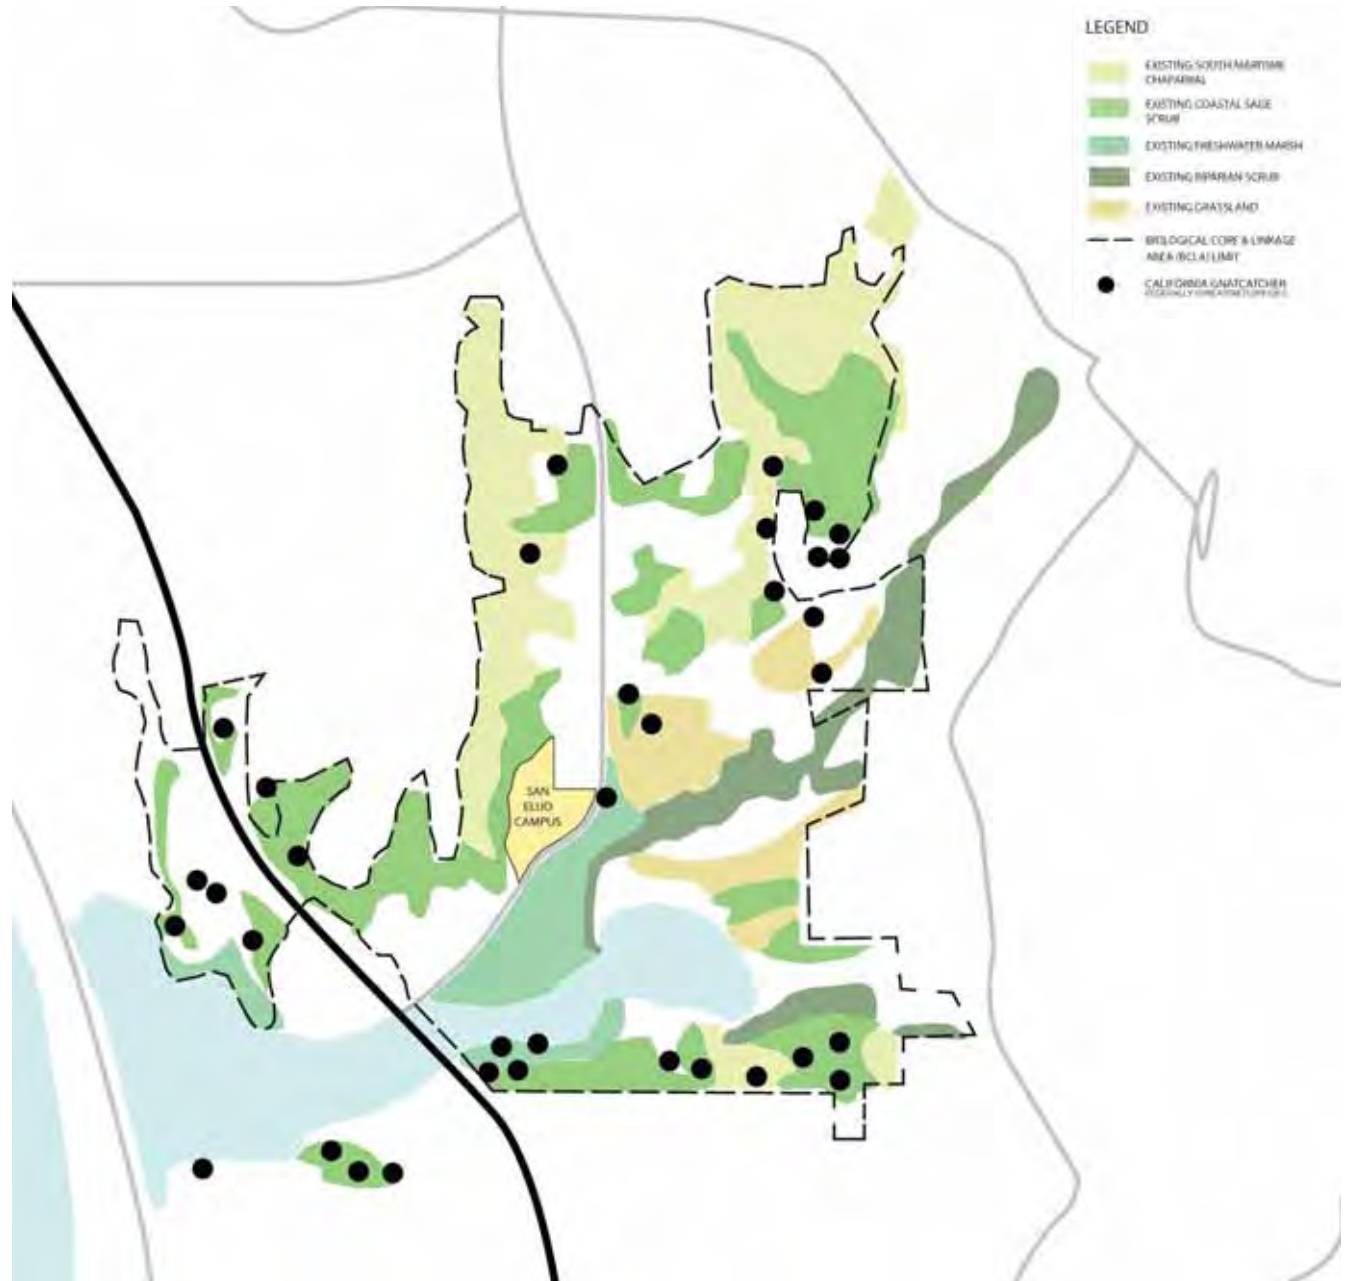 LEGEND
EXISTING SOUTH MARITIME
CHAPARRAL
EXISTING COASTAL SAGE
SCRUB
EXISTING FRESHWATER MARSH
EXISTING RIPARIAN SCRUB
EXISTING GRASSLAND
BIOLOGICAL CORE & LINKAGE
AREA (BCLA) LIMIT
CALIFORNIA GNATCATCHER
SAN
ELIJO
CAMPUS